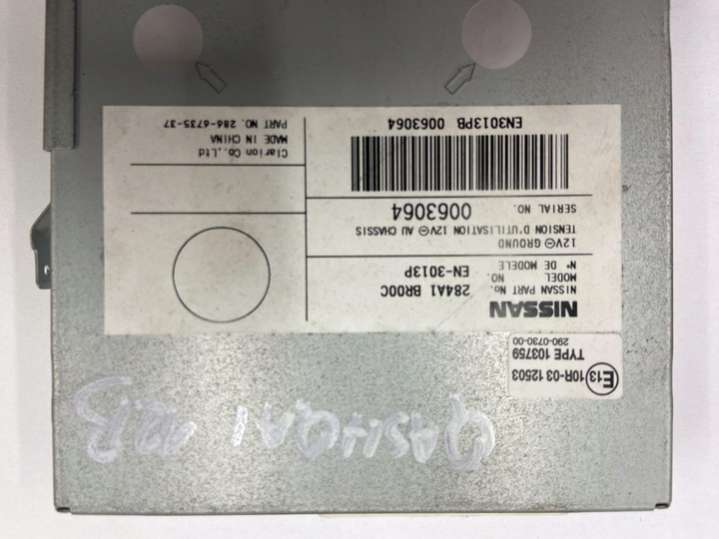 QASHQAI
E13 10R-03 12503
TYPE 103759
290-0730-00
NISSAN
NISSAN PART No. 284A1 BR00C
MODEL NO.
N° DE MODELE EN-3013P
12V⊖ GROUND
TENSION D'UTILISATION 12V⊖ AU CHASSIS
SERIAL NO. 0063064
EN3013PB 0063064
Clarion Co.,Ltd
MADE IN CHINA
PART NO. 286-6735-37